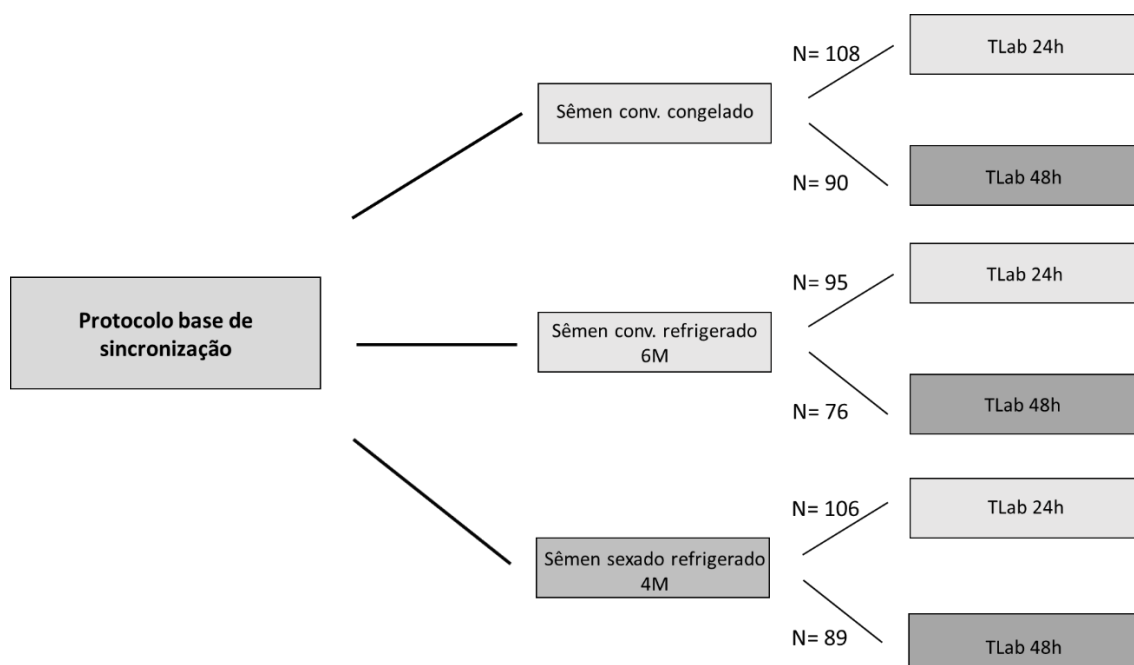 N= 108
TLab 24h
Sêmen conv. congelado
N= 90
TLab 48h
Protocolo base de
sincronização
N= 95
TLab 24h
Sêmen conv. refrigerado
6M
N= 76
TLab 48h
N= 106
TLab 24h
Sêmen sexado refrigerado
4M
N= 89
TLab 48h